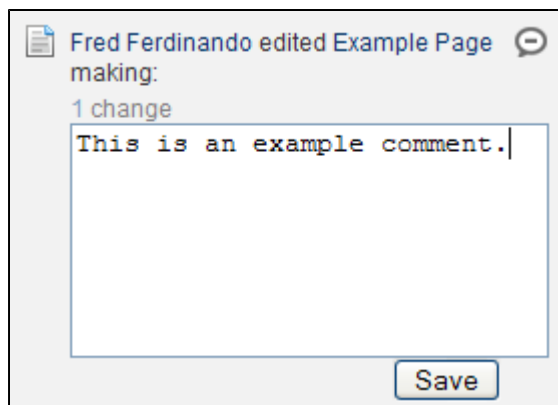 Fred Ferdinando edited Example Page
making:
1 change
This is an example comment.
Save